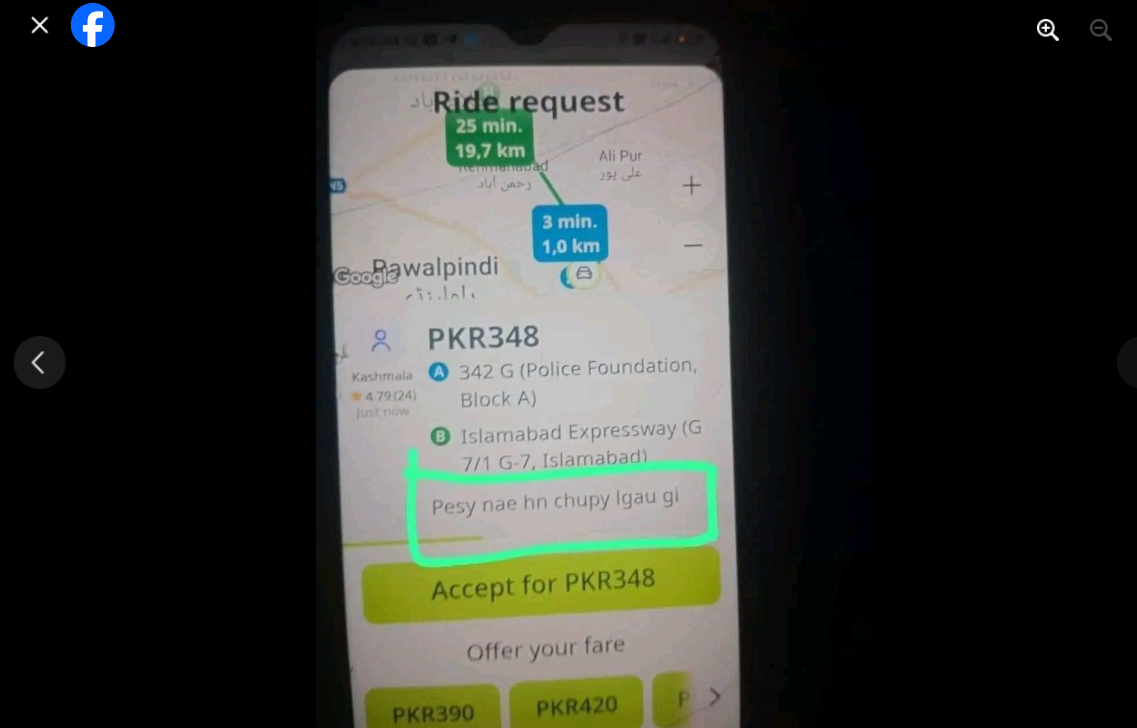 Ride request
25 min.
19,7 km
Ali Pur
علی پور
رحمن آباد
N5
3 min.
1,0 km
Rawalpindi
Google
PKR348
Kashmala
4.79 (24)
Just now
A 342 G (Police Foundation,
Block A)
B Islamabad Expressway (G
7/1 G-7, Islamabad)
Pesy nae hn chupy lgau gi
Accept for PKR348
Offer your fare
PKR390
PKR420
P